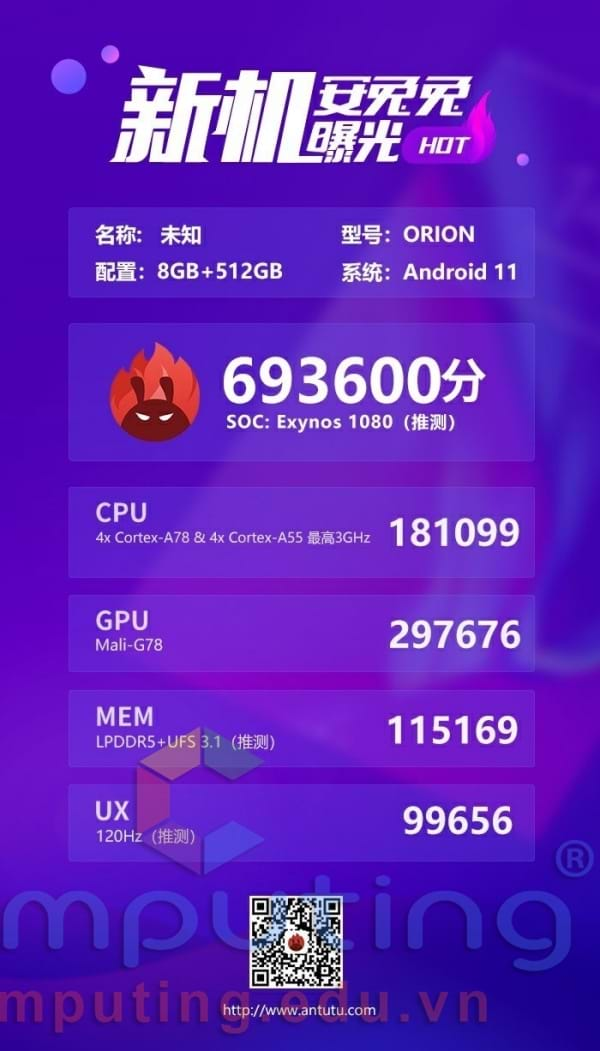 新机 安兔兔
曝光 HOT
名称： 未知
型号：ORION
配置：8GB+512GB
系统：Android 11
693600分
SOC: Exynos 1080（推测）
CPU
4x Cortex-A78 & 4x Cortex-A55 最高3GHz
181099
GPU
Mali-G78
297676
MEM
LPDDR5+UFS 3.1（推测）
115169
UX
120Hz（推测）
99656
mputing®
mputing.edu.vn
http://www.antutu.com